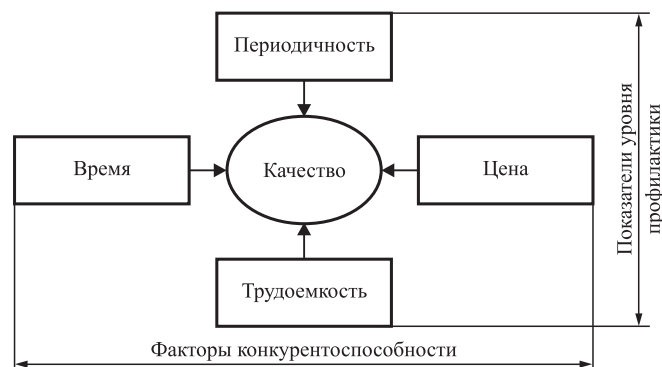 Периодичность
Время
Качество
Цена
Трудоемкость
Показатели уровня
профилактики
Факторы конкурентоспособности